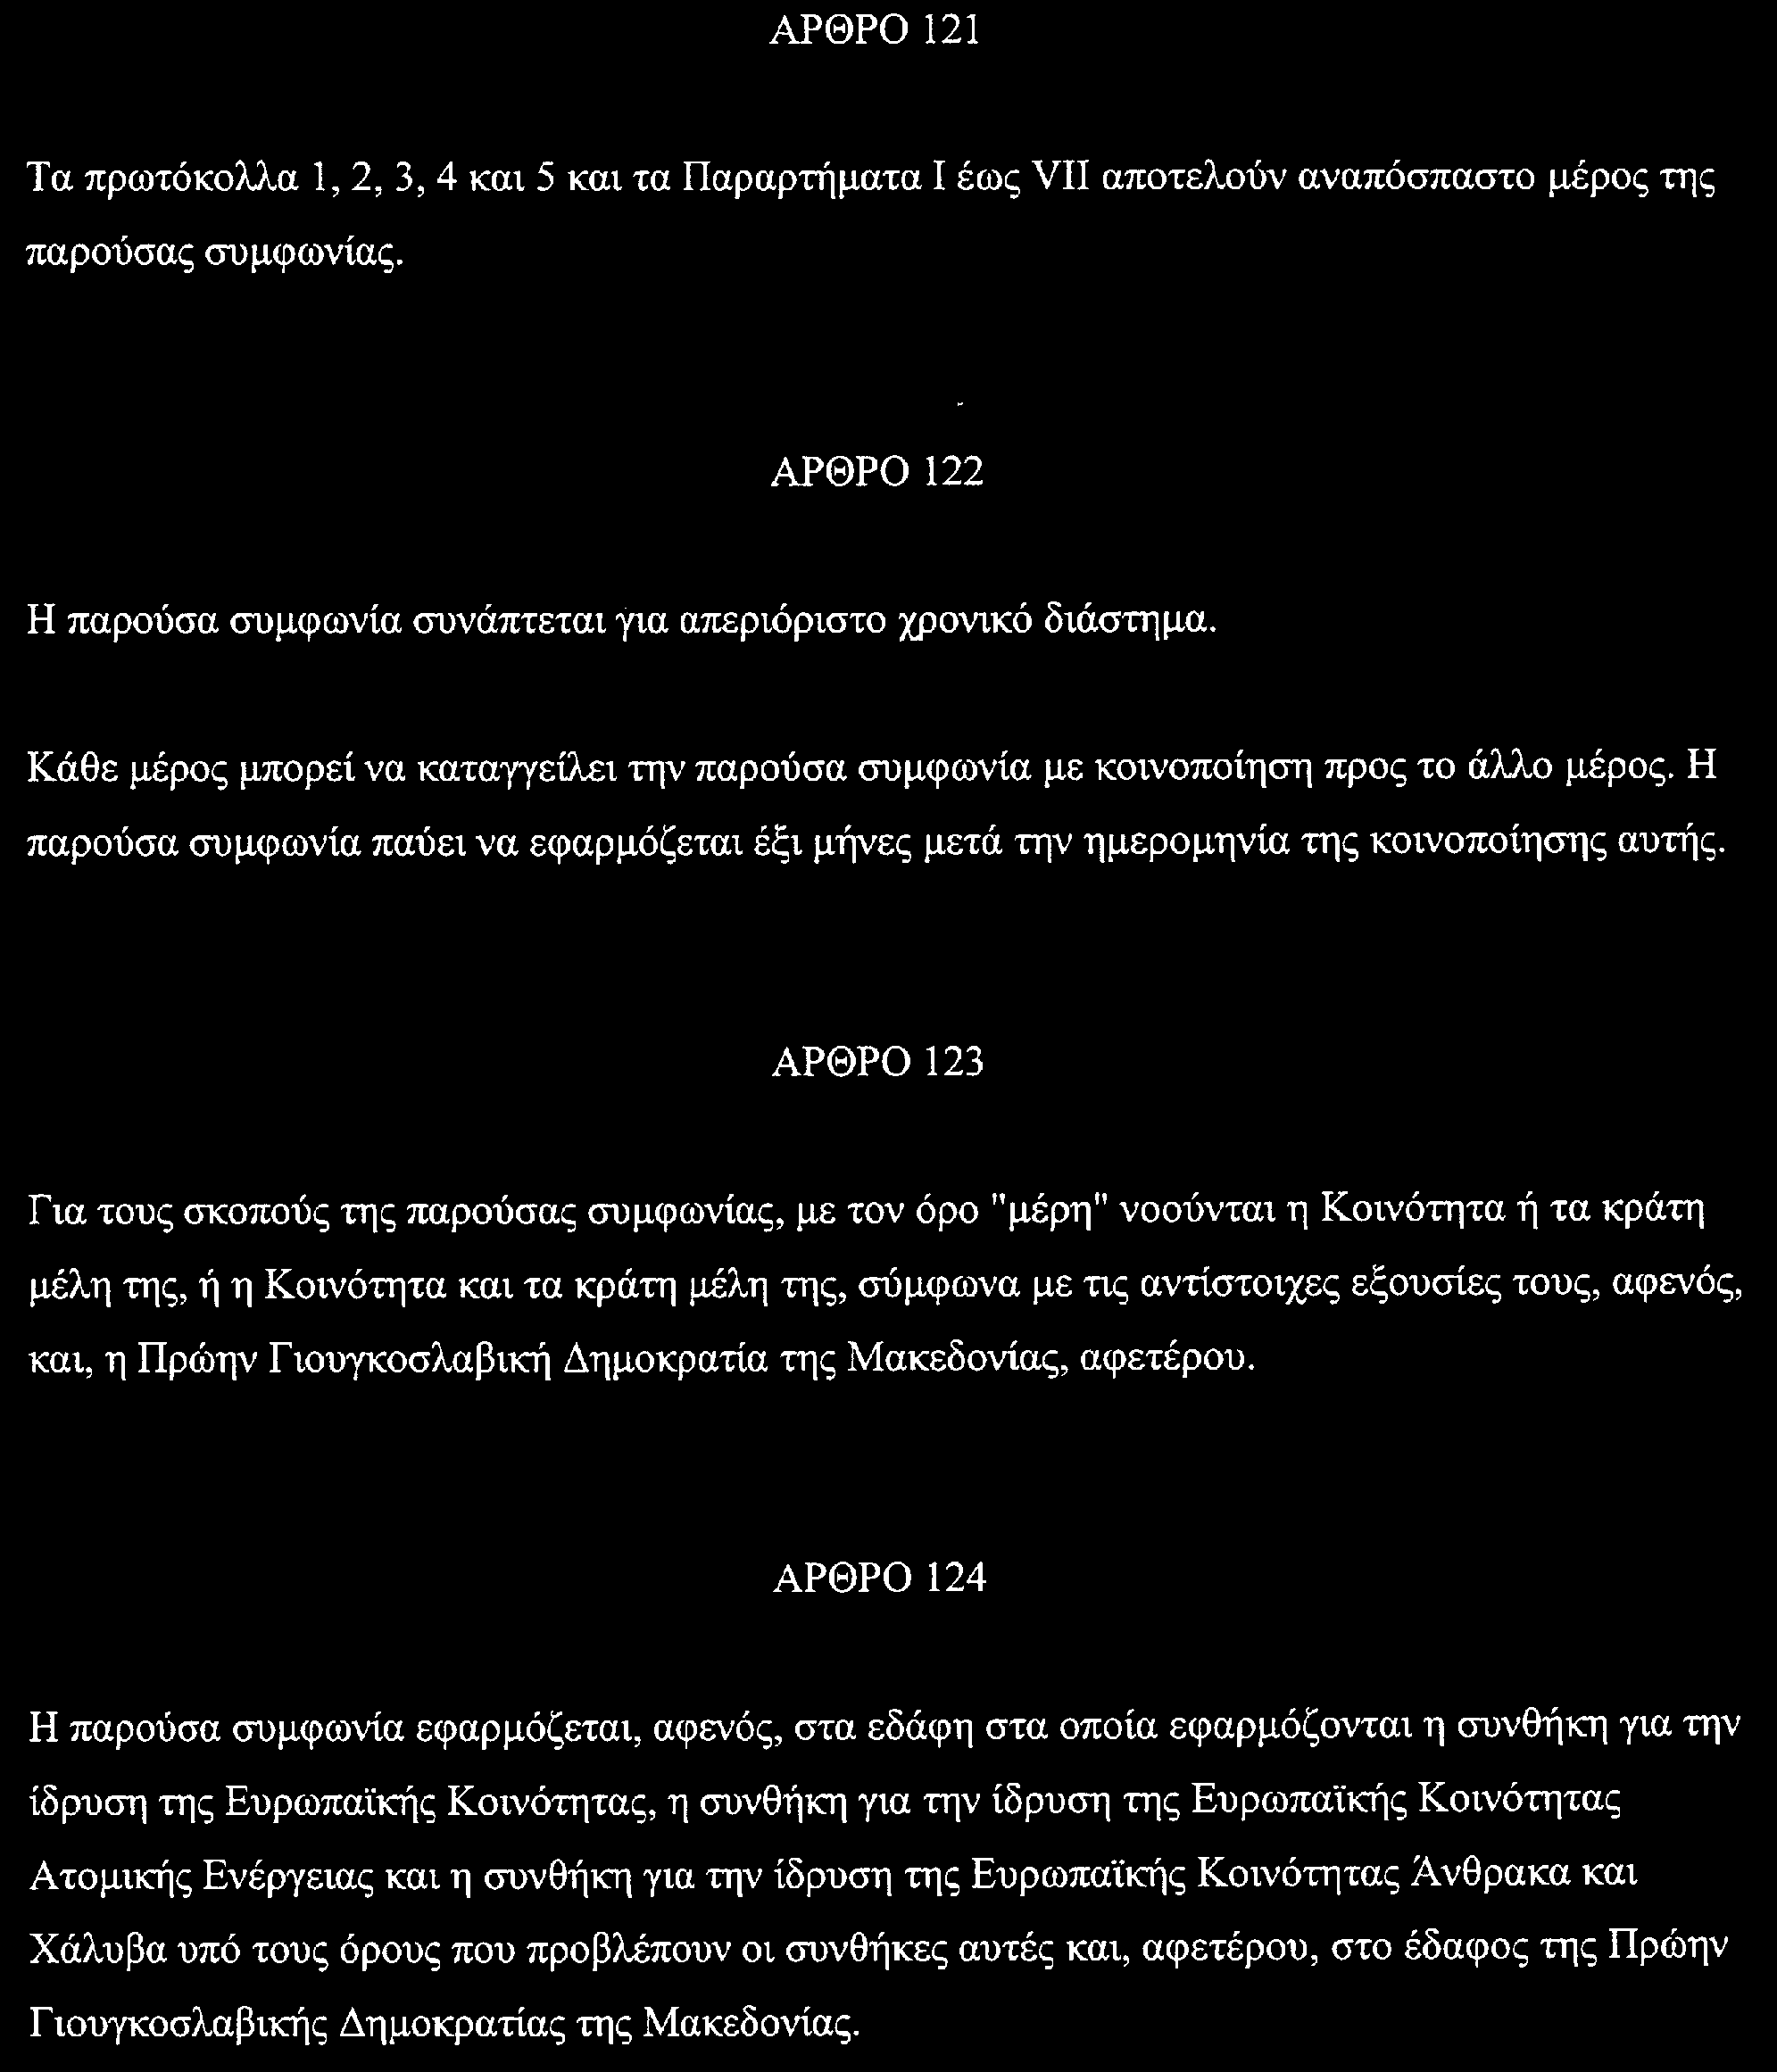 ΑΡΘΡΟ 121
Τα πρωτόκολλα 1, 2, 3, 4 και 5 και τα Παραρτήματα Ι έως VII αποτελούν αναπόσπαστο μέρος της
παρούσας συμφωνίας.
ΑΡΘΡΟ 122
Η παρούσα συμφωνία συνάπτεται για απεριόριστο χρονικό διάστημα.
Κάθε μέρος μπορεί να καταγγείλει την παρούσα συμφωνία με κοινοποίηση προς το άλλο μέρος. Η
παρούσα συμφωνία παύει να εφαρμόζεται έξι μήνες μετά την ημερομηνία της κοινοποίησης αυτής.
ΑΡΘΡΟ 123
Για τους σκοπούς της παρούσας συμφωνίας, με τον όρο "μέρη" νοούνται η Κοινότητα ή τα κράτη
μέλη της, ή η Κοινότητα και τα κράτη μέλη της, σύμφωνα με τις αντίστοιχες εξουσίες τους, αφενός,
και, η Πρώην Γιουγκοσλαβική Δημοκρατία της Μακεδονίας, αφετέρου.
ΑΡΘΡΟ 124
Η παρούσα συμφωνία εφαρμόζεται, αφενός, στα εδάφη στα οποία εφαρμόζονται η συνθήκη για την
ίδρυση της Ευρωπαϊκής Κοινότητας, η συνθήκη για την ίδρυση της Ευρωπαϊκής Κοινότητας
Ατομικής Ενέργειας και η συνθήκη για την ίδρυση της Ευρωπαϊκής Κοινότητας Άνθρακα και
Χάλυβα υπό τους όρους που προβλέπουν οι συνθήκες αυτές και, αφετέρου, στο έδαφος της Πρώην
Γιουγκοσλαβικής Δημοκρατίας της Μακεδονίας.